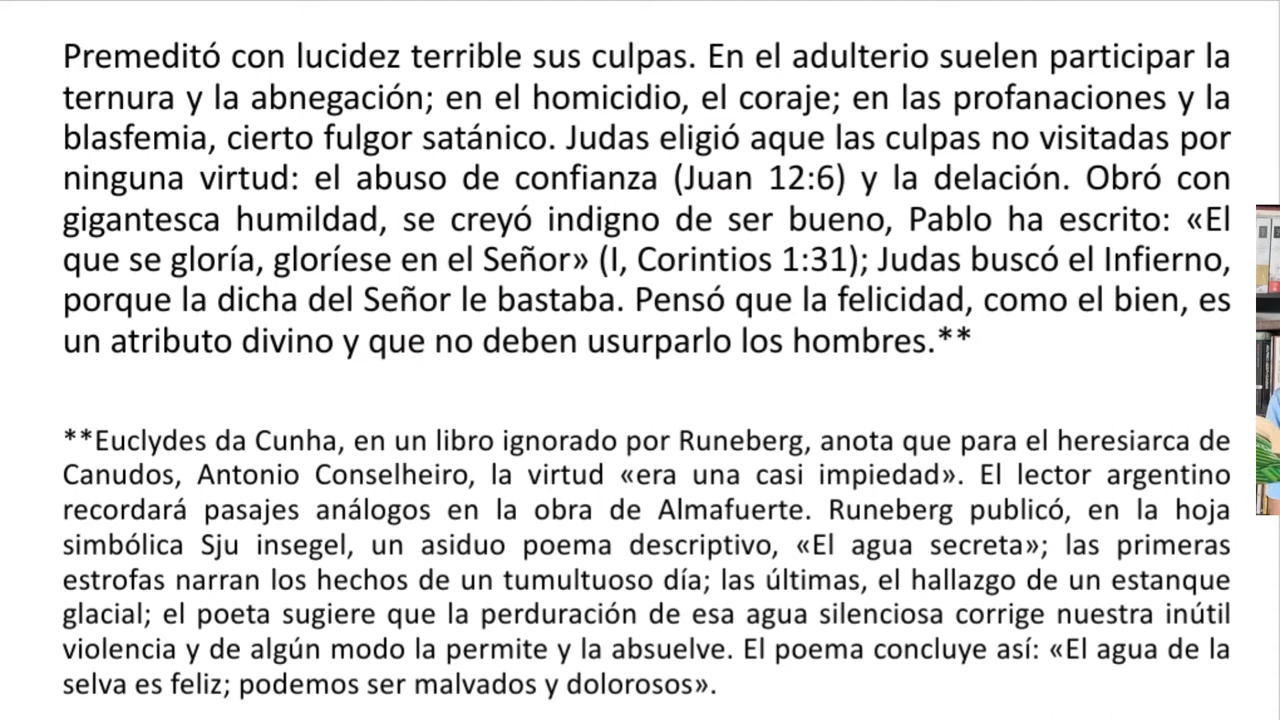 Premeditó con lucidez terrible sus culpas. En el adulterio suelen participar la
ternura y la abnegación; en el homicidio, el coraje; en las profanaciones y la
blasfemia, cierto fulgor satánico. Judas eligió aque las culpas no visitadas por
ninguna virtud: el abuso de confianza (Juan 12:6) y la delación. Obró con
gigantesca humildad, se creyó indigno de ser bueno, Pablo ha escrito: «El
que se gloría, gloríese en el Señor» (I, Corintios 1:31); Judas buscó el Infierno,
porque la dicha del Señor le bastaba. Pensó que la felicidad, como el bien, es
un atributo divino y que no deben usurparlo los hombres.**
**Euclydes da Cunha, en un libro ignorado por Runeberg, anota que para el heresiarca de
Canudos, Antonio Conselheiro, la virtud «era una casi impiedad». El lector argentino
recordará pasajes análogos en la obra de Almafuerte. Runeberg publicó, en la hoja
simbólica Sju insegel, un asiduo poema descriptivo, «El agua secreta»; las primeras
estrofas narran los hechos de un tumultuoso día; las últimas, el hallazgo de un estanque
glacial; el poeta sugiere que la perduración de esa agua silenciosa corrige nuestra inútil
violencia y de algún modo la permite y la absuelve. El poema concluye así: «El agua de la
selva es feliz; podemos ser malvados y dolorosos».